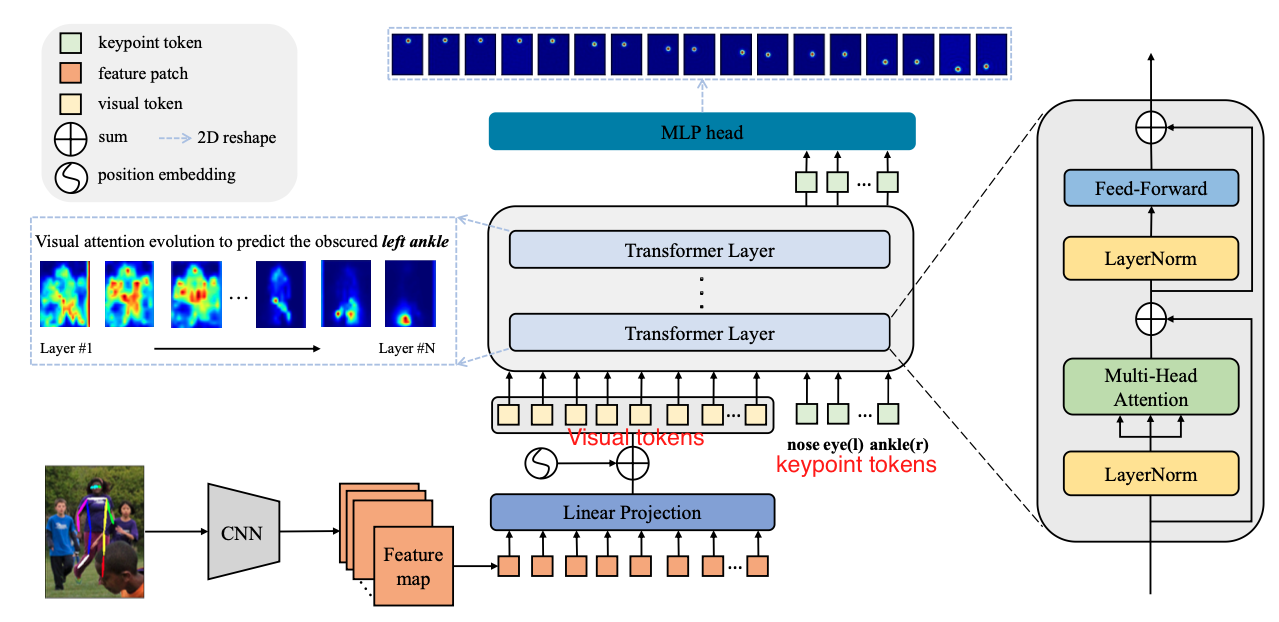 keypoint token
feature patch
visual token
sum
2D reshape
position embedding
MLP head
...
Visual attention evolution to predict the obscured left ankle
...
Layer #1
Layer #N
Transformer Layer
Transformer Layer
...
...
Visual tokens
nose eye(l) ankle(r)
keypoint tokens
Linear Projection
CNN
Feature
map
...
Feed-Forward
LayerNorm
Multi-Head
Attention
LayerNorm